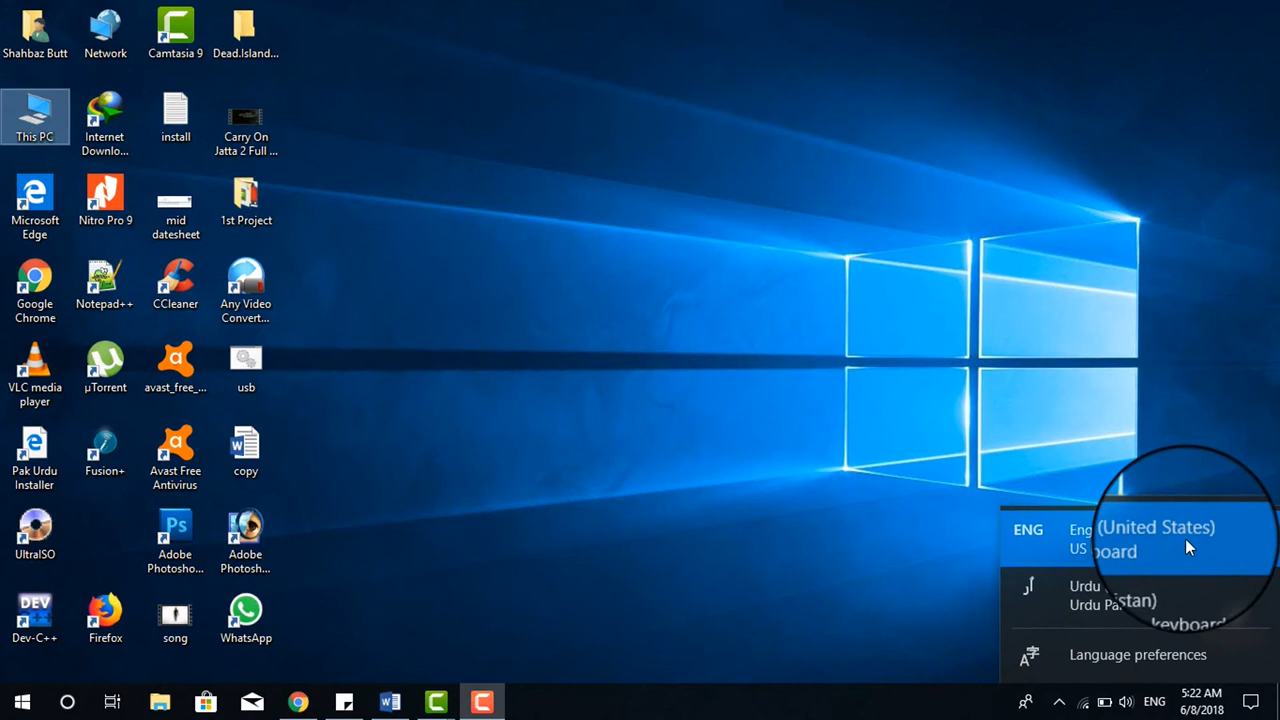 Shahbaz Butt
Network
Camtasia 9
Dead.Island...
This PC
Internet
Downlo...
install
Carry On
Jatta 2 Full ...
Microsoft
Edge
Nitro Pro 9
mid
datesheet
1st Project
Google
Chrome
Notepad++
CCleaner
Any Video
Convert...
VLC media
player
µTorrent
avast_free_...
usb
Pak Urdu
Installer
Fusion+
Avast Free
Antivirus
copy
UltraISO
Ps
Adobe
Photosho...
Adobe
Photosh...
DEV
Dev-C++
Firefox
song
WhatsApp
ENG
Eng (United States)
US board
اُر
Urdu stan)
keyboard
Language preferences
ENG
5:22 AM
6/8/2018